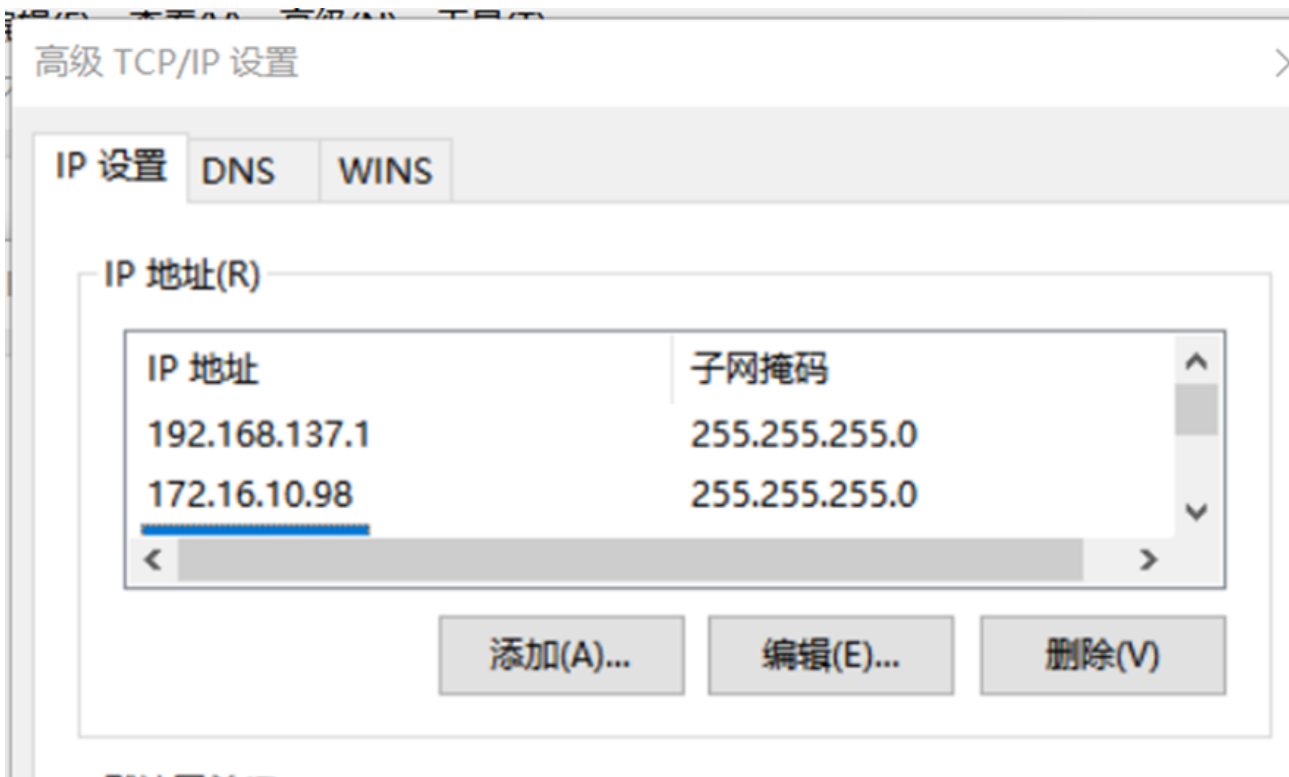 高级 TCP/IP 设置
IP 设置 DNS WINS
IP 地址(R)
IP 地址 子网掩码
192.168.137.1 255.255.255.0
172.16.10.98 255.255.255.0
添加(A)... 编辑(E)... 删除(V)